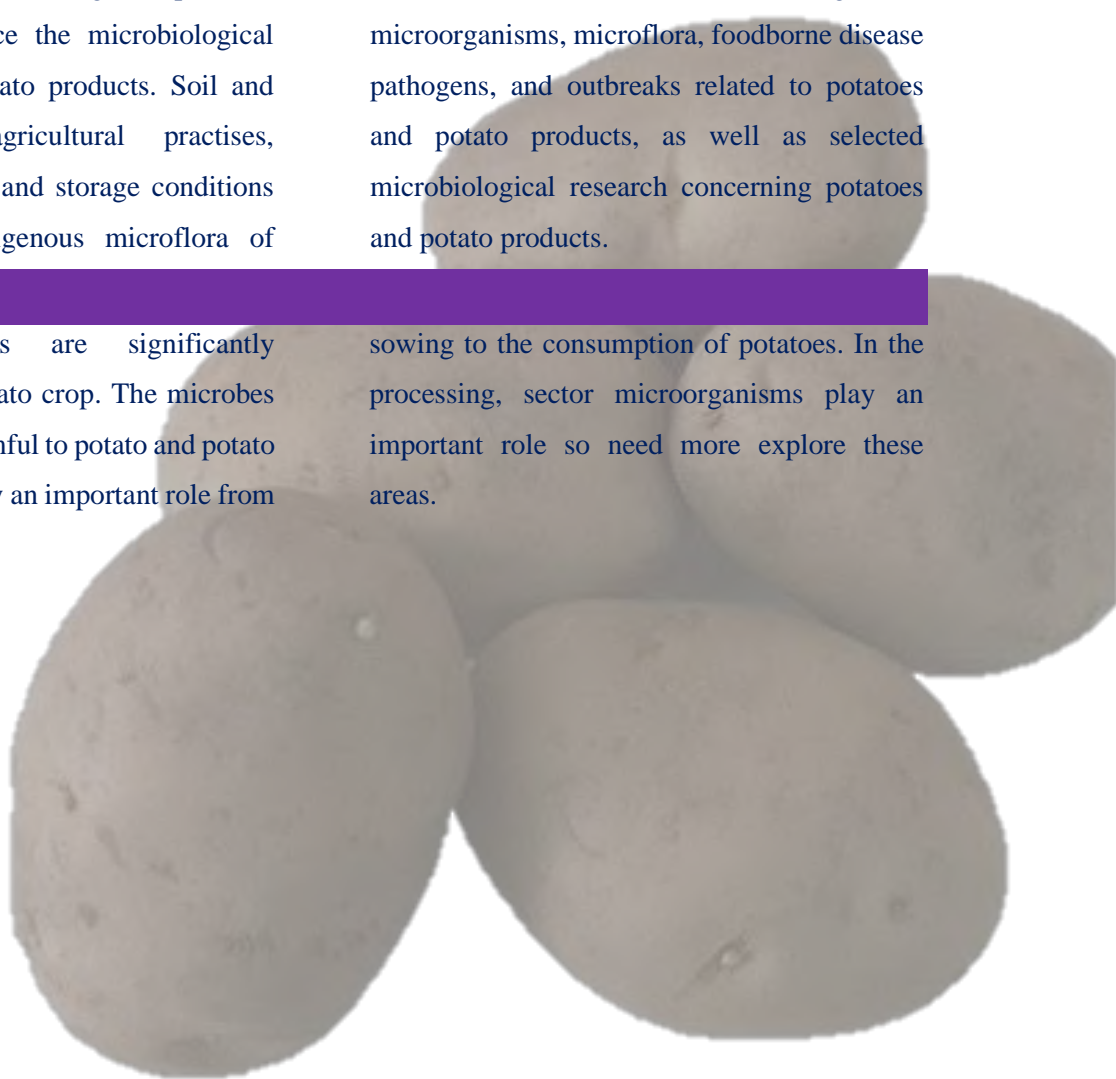 ce the microbiological
ato products. Soil and
gricultural practises,
and storage conditions
genous microflora of
microorganisms, microflora, foodborne disease
pathogens, and outbreaks related to potatoes
and potato products, as well as selected
microbiological research concerning potatoes
and potato products.
s are significantly
ato crop. The microbes
ful to potato and potato
an important role from
sowing to the consumption of potatoes. In the
processing, sector microorganisms play an
important role so need more explore these
areas.